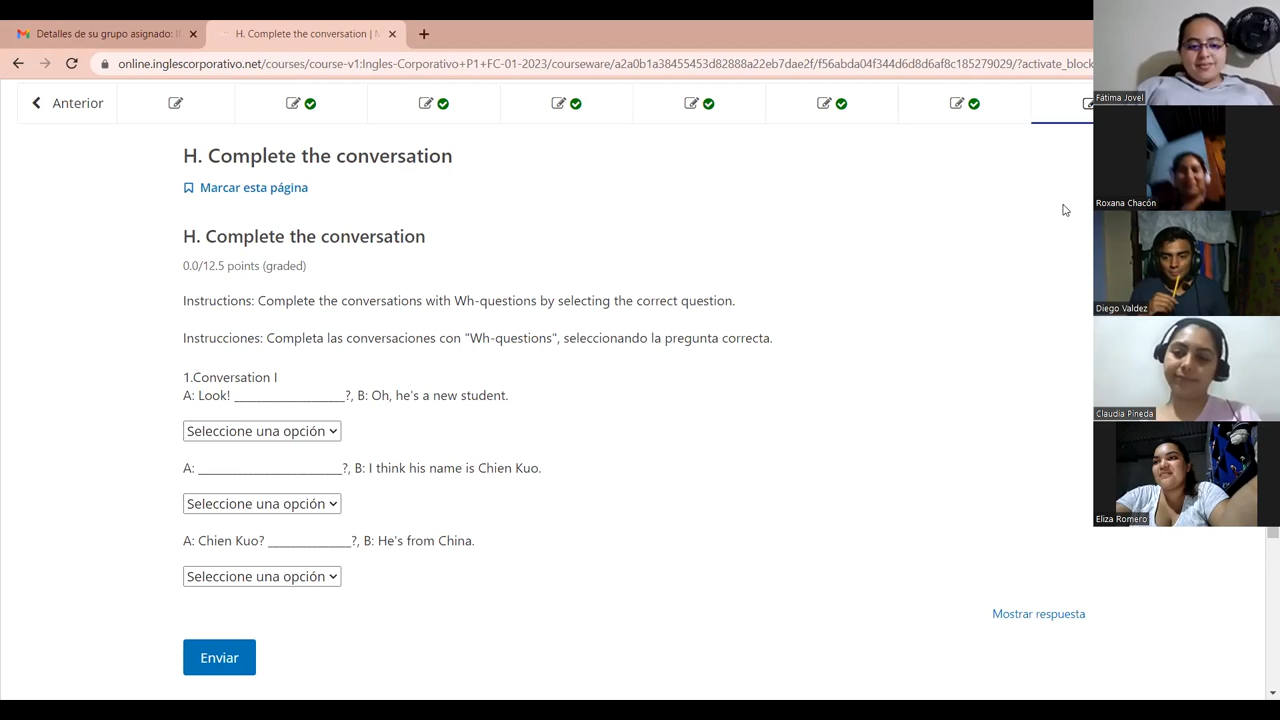 Detalles de su grupo asignado: I
H. Complete the conversation |
online.inglescorporativo.net/courses/course-v1:Ingles-Corporativo+P1+FC-01-2023/courseware/a2a0b1a38455453d82888a22eb7dae2f/f56abda04f344d6d8d6af8c185279029/?activate_block
Anterior
H. Complete the conversation
Marcar esta página
H. Complete the conversation
0.0/12.5 points (graded)
Instructions: Complete the conversations with Wh-questions by selecting the correct question.
Instrucciones: Completa las conversaciones con "Wh-questions", seleccionando la pregunta correcta.
1.Conversation I
A: Look! ___________________?, B: Oh, he's a new student.
Seleccione una opción
A: _________________________?, B: I think his name is Chien Kuo.
Seleccione una opción
A: Chien Kuo? ______________?, B: He's from China.
Seleccione una opción
Mostrar respuesta
Enviar
Fátima Jovel
Roxana Chacón
Diego Valdez
Claudia Pineda
Eliza Romero